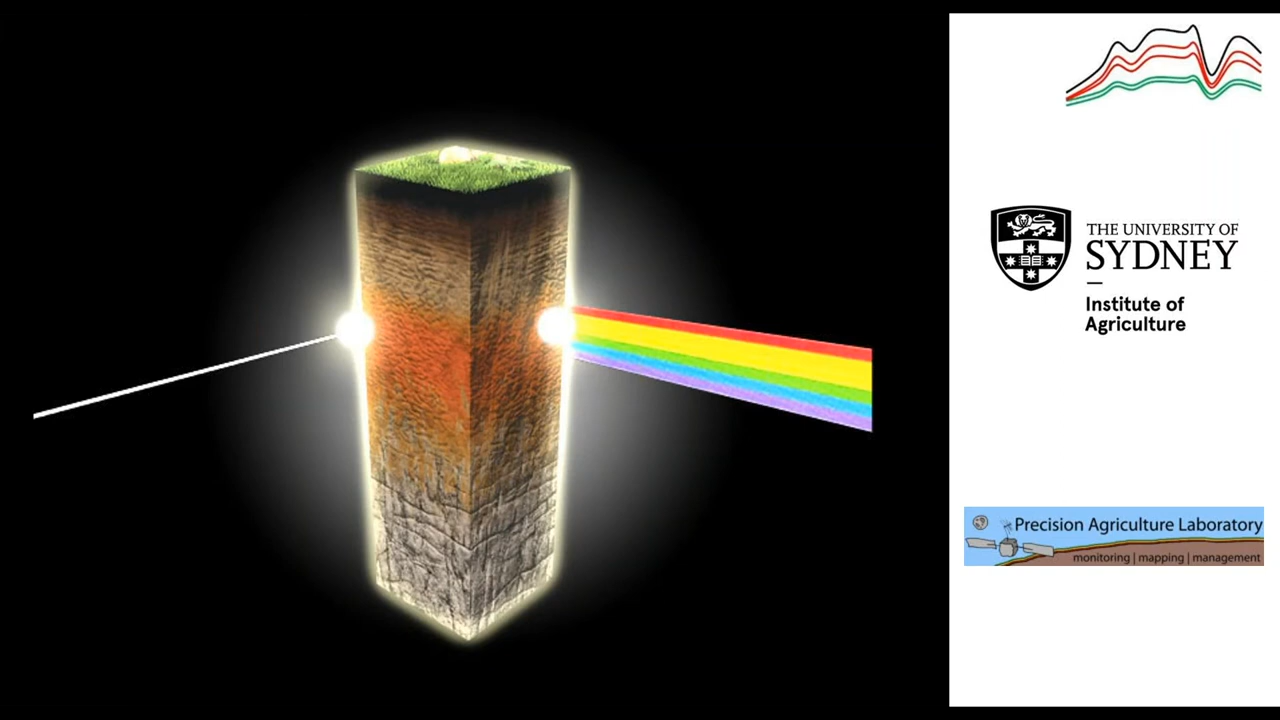 THE UNIVERSITY OF
SYDNEY
Institute of
Agriculture
Precision Agriculture Laboratory
monitoring | mapping | management